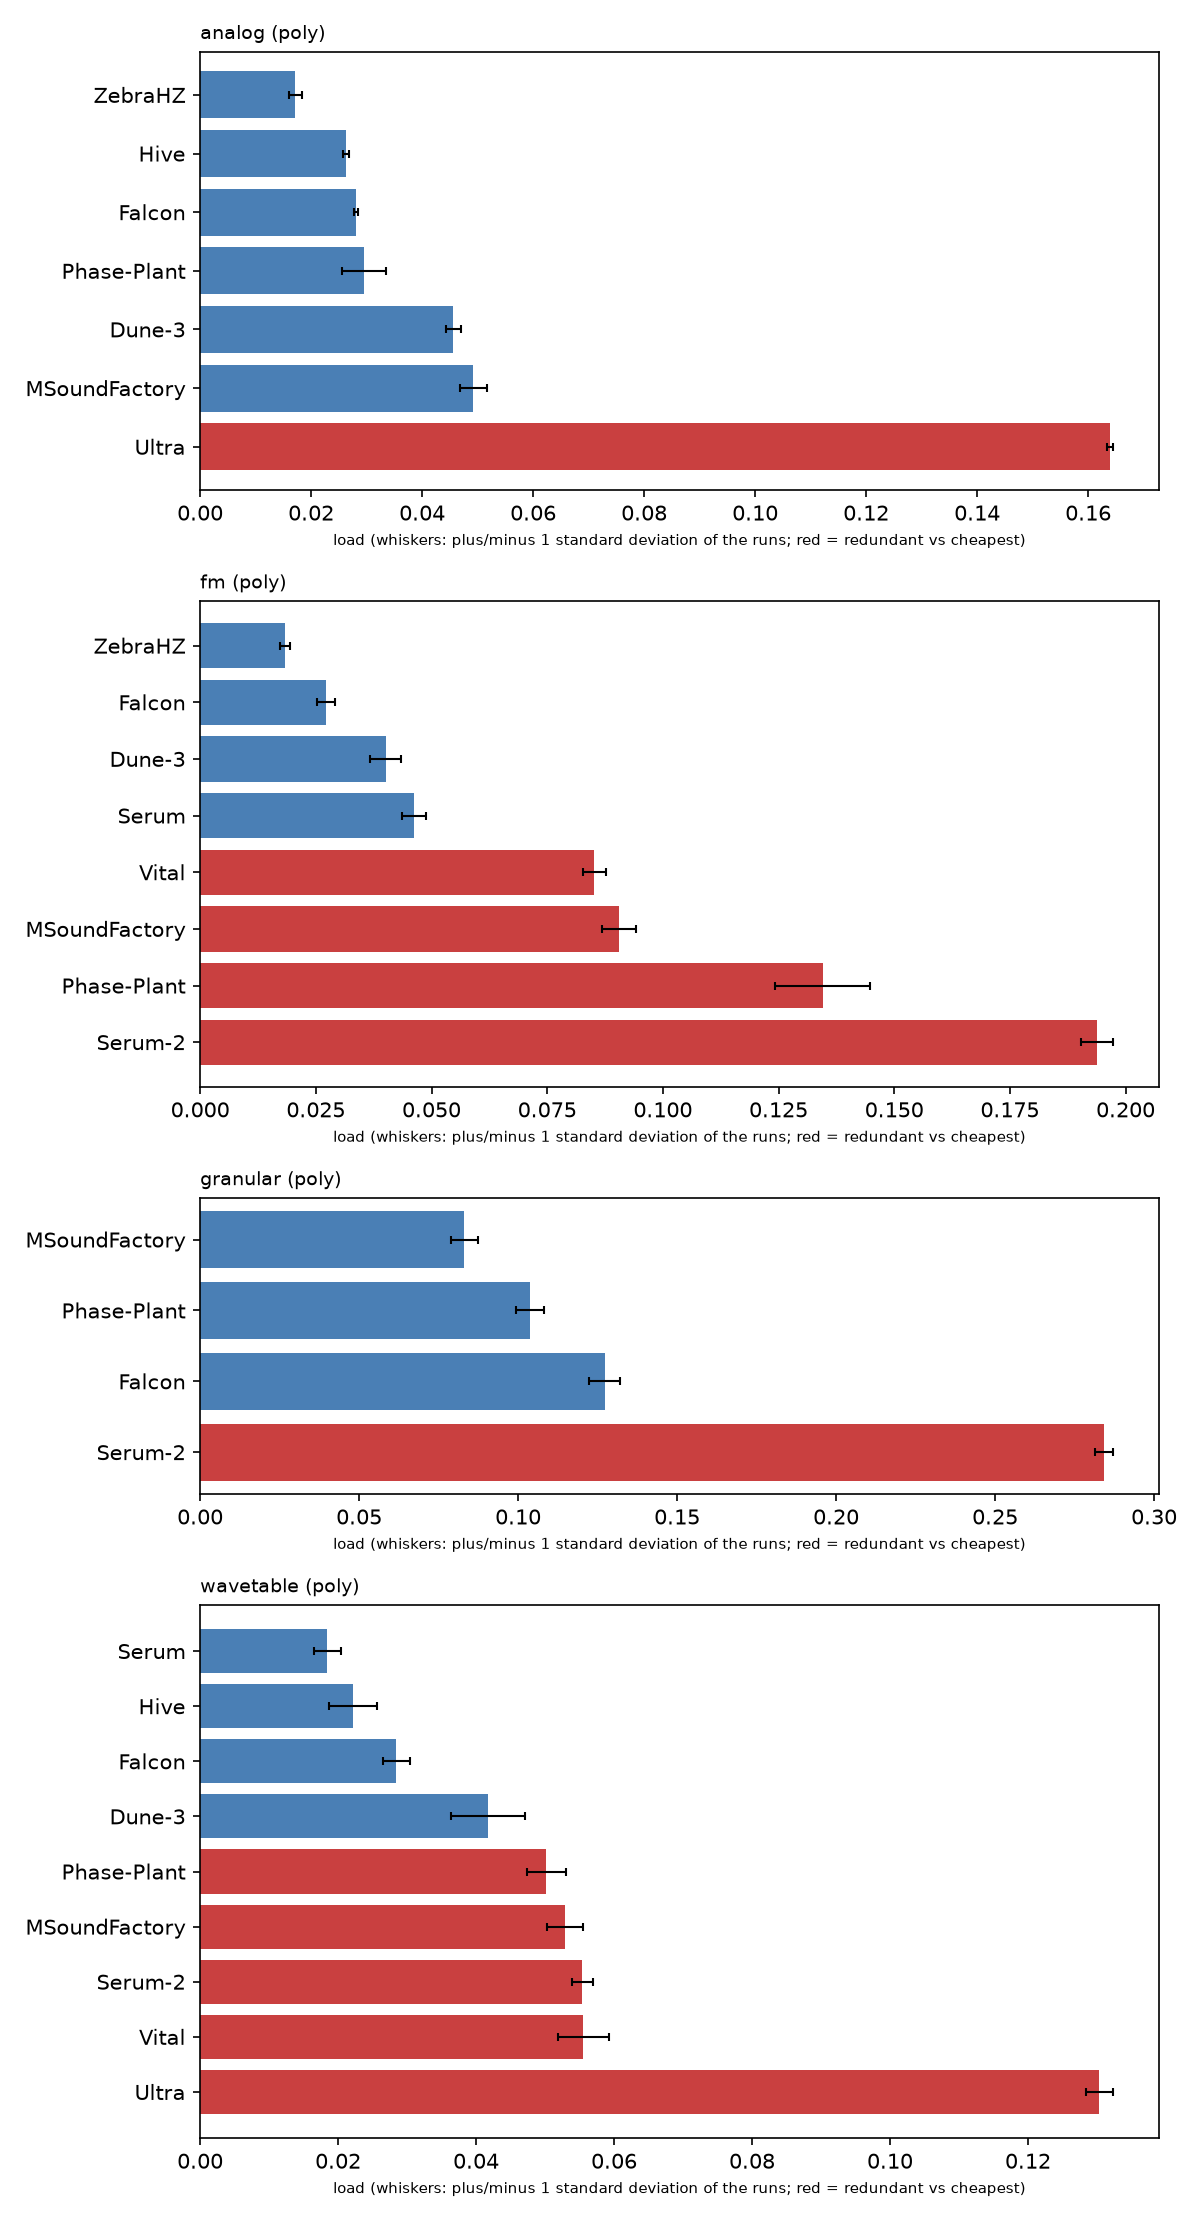 analog (poly)
ZebraHZ
Hive
Falcon
Phase-Plant
Dune-3
MSoundFactory
Ultra
0.00 0.02 0.04 0.06 0.08 0.10 0.12 0.14 0.16
load (whiskers: plus/minus 1 standard deviation of the runs; red = redundant vs cheapest)
fm (poly)
ZebraHZ
Falcon
Dune-3
Serum
Vital
MSoundFactory
Phase-Plant
Serum-2
0.000 0.025 0.050 0.075 0.100 0.125 0.150 0.175 0.200
load (whiskers: plus/minus 1 standard deviation of the runs; red = redundant vs cheapest)
granular (poly)
MSoundFactory
Phase-Plant
Falcon
Serum-2
0.00 0.05 0.10 0.15 0.20 0.25 0.30
load (whiskers: plus/minus 1 standard deviation of the runs; red = redundant vs cheapest)
wavetable (poly)
Serum
Hive
Falcon
Dune-3
Phase-Plant
MSoundFactory
Serum-2
Vital
Ultra
0.00 0.02 0.04 0.06 0.08 0.10 0.12
load (whiskers: plus/minus 1 standard deviation of the runs; red = redundant vs cheapest)